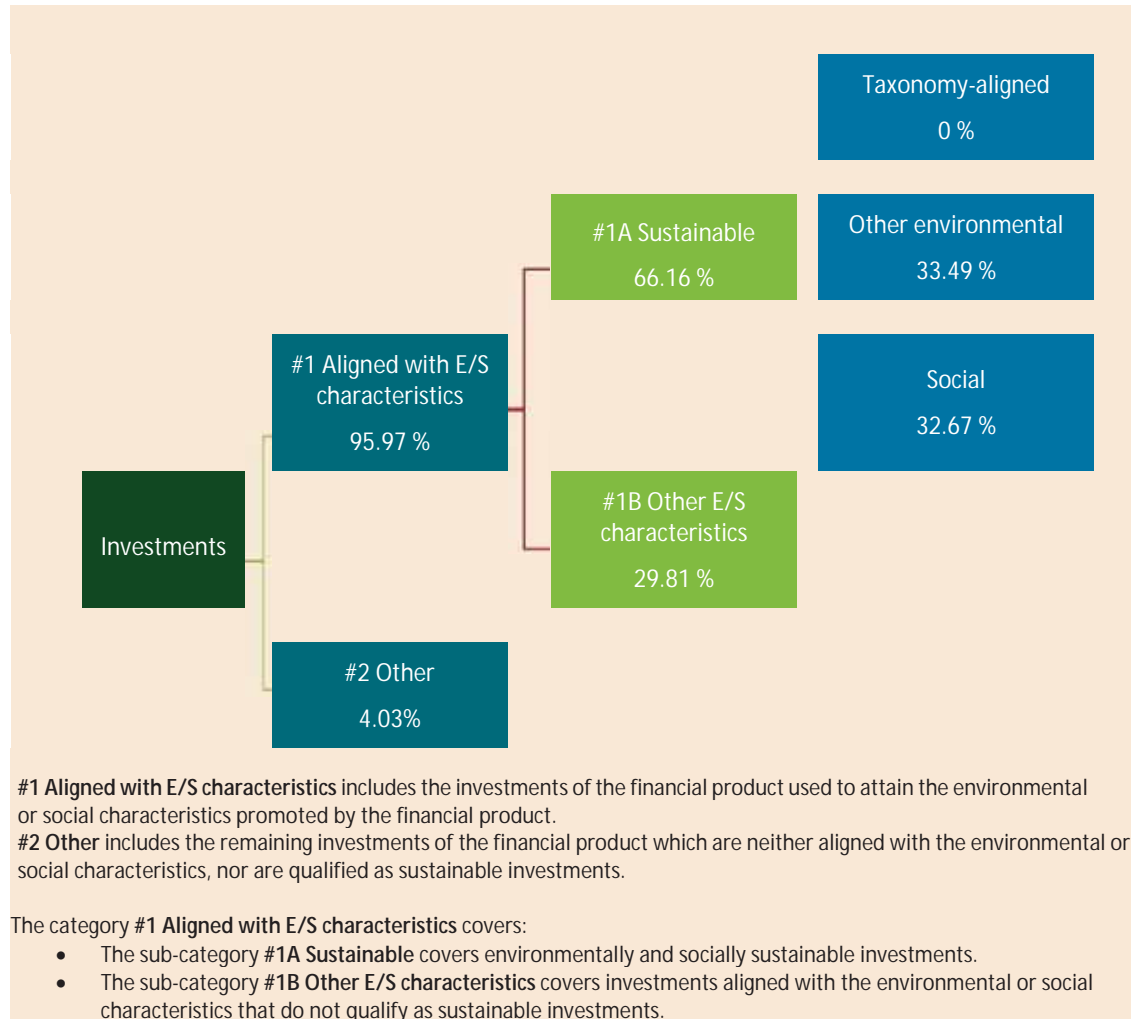 Taxonomy-aligned
0 %
#1A Sustainable
66.16 %
Other environmental
33.49 %
#1 Aligned with E/S
characteristics
95.97 %
Social
32.67 %
Investments
#1B Other E/S
characteristics
29.81 %
#2 Other
4.03%
#1 Aligned with E/S characteristics includes the investments of the financial product used to attain the environmental
or social characteristics promoted by the financial product.
#2 Other includes the remaining investments of the financial product which are neither aligned with the environmental or
social characteristics, nor are qualified as sustainable investments.
The category #1 Aligned with E/S characteristics covers:
• The sub-category #1A Sustainable covers environmentally and socially sustainable investments.
• The sub-category #1B Other E/S characteristics covers investments aligned with the environmental or social
characteristics that do not qualify as sustainable investments.